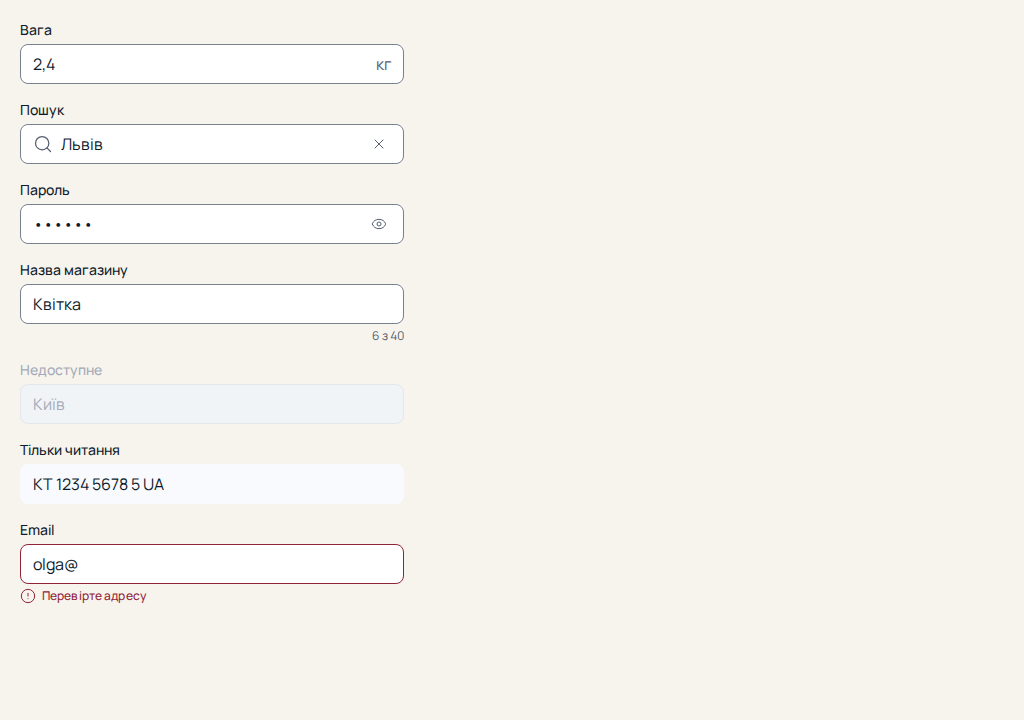 Вага
2,4 кг
Пошук
Львів
Пароль
••••••
Назва магазину
Квітка
6 з 40
Недоступне
Київ
Тільки читання
КТ 1234 5678 5 UA
Email
olga@
Перевірте адресу